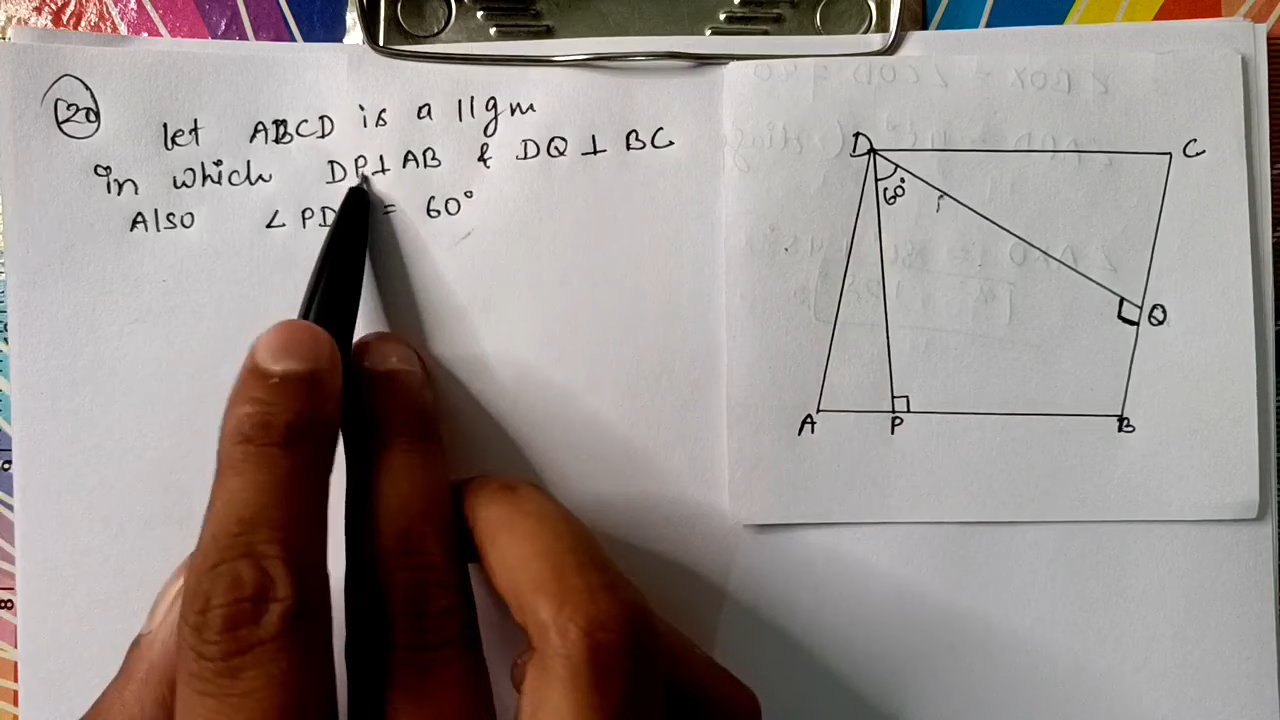 20
let ABCD is a ||gm
in which DP⊥AB & DQ ⊥ BC
Also ∠PD = 60°
D
C
60°
Q
A
P
B